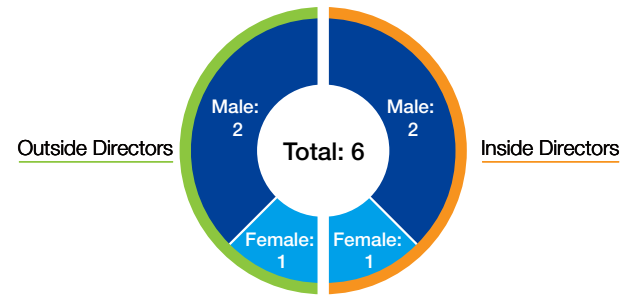 Male:
2
Male:
2
Outside Directors
Total: 6
Inside Directors
Female:
1
Female:
1